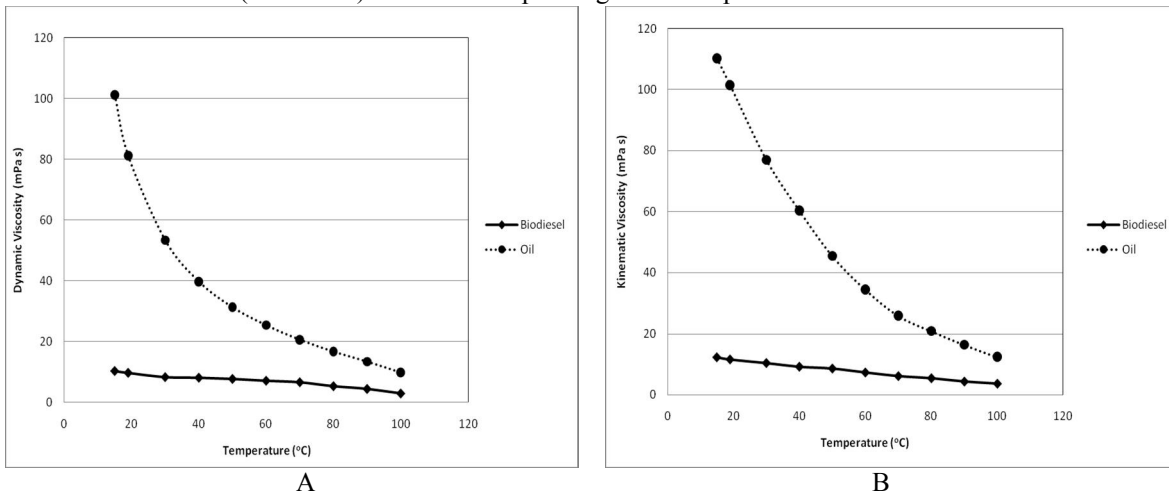 120
100
80
60
40
20
0
Dynamic Viscosity (mPa s)
0 20 40 60 80 100 120
Temperature (°C)
Biodiesel
Oil
A
120
100
80
60
40
20
0
Kinematic Viscosity (mPa s)
0 20 40 60 80 100 120
Temperature (°C)
Biodiesel
Oil
B